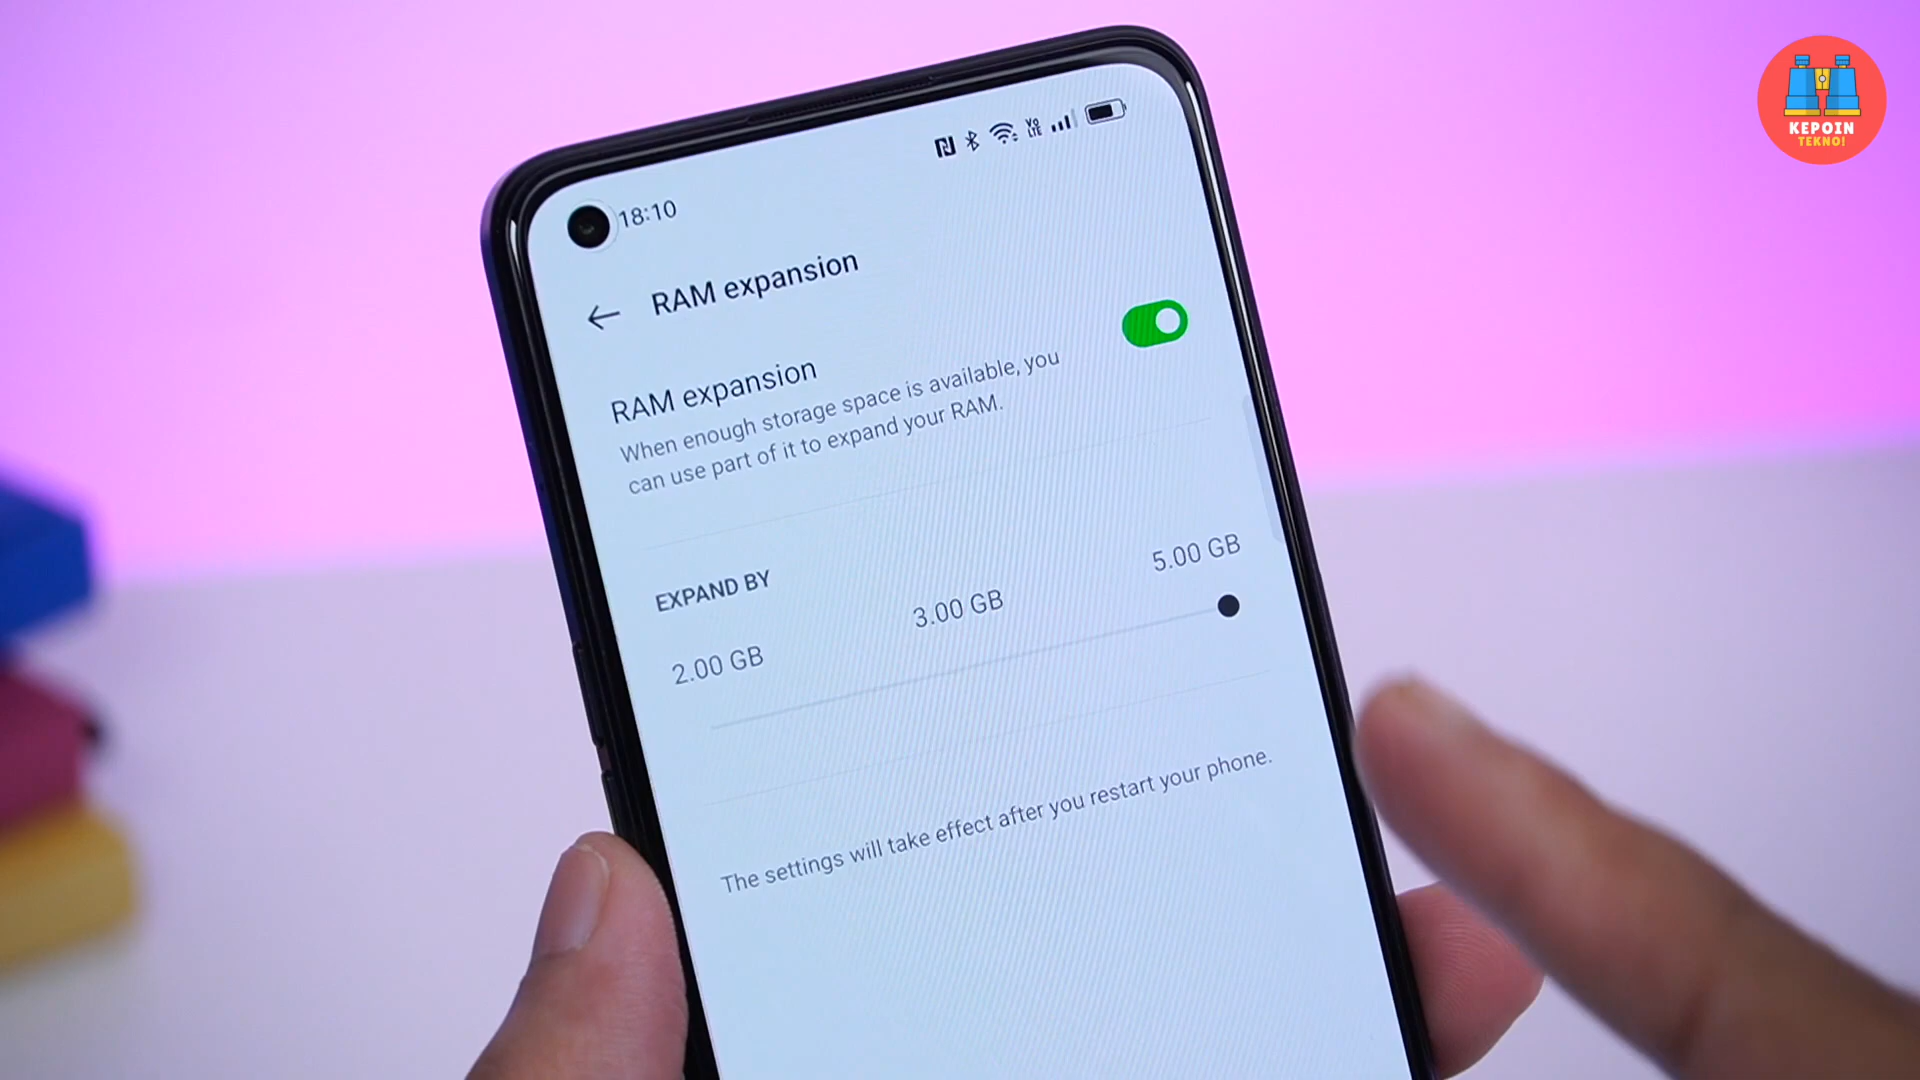 KEPOIN
TEKNO!
VO
LTE
18:10
RAM expansion
RAM expansion
When enough storage space is available, you
can use part of it to expand your RAM.
EXPAND BY
2.00 GB
3.00 GB
5.00 GB
The settings will take effect after you restart your phone.